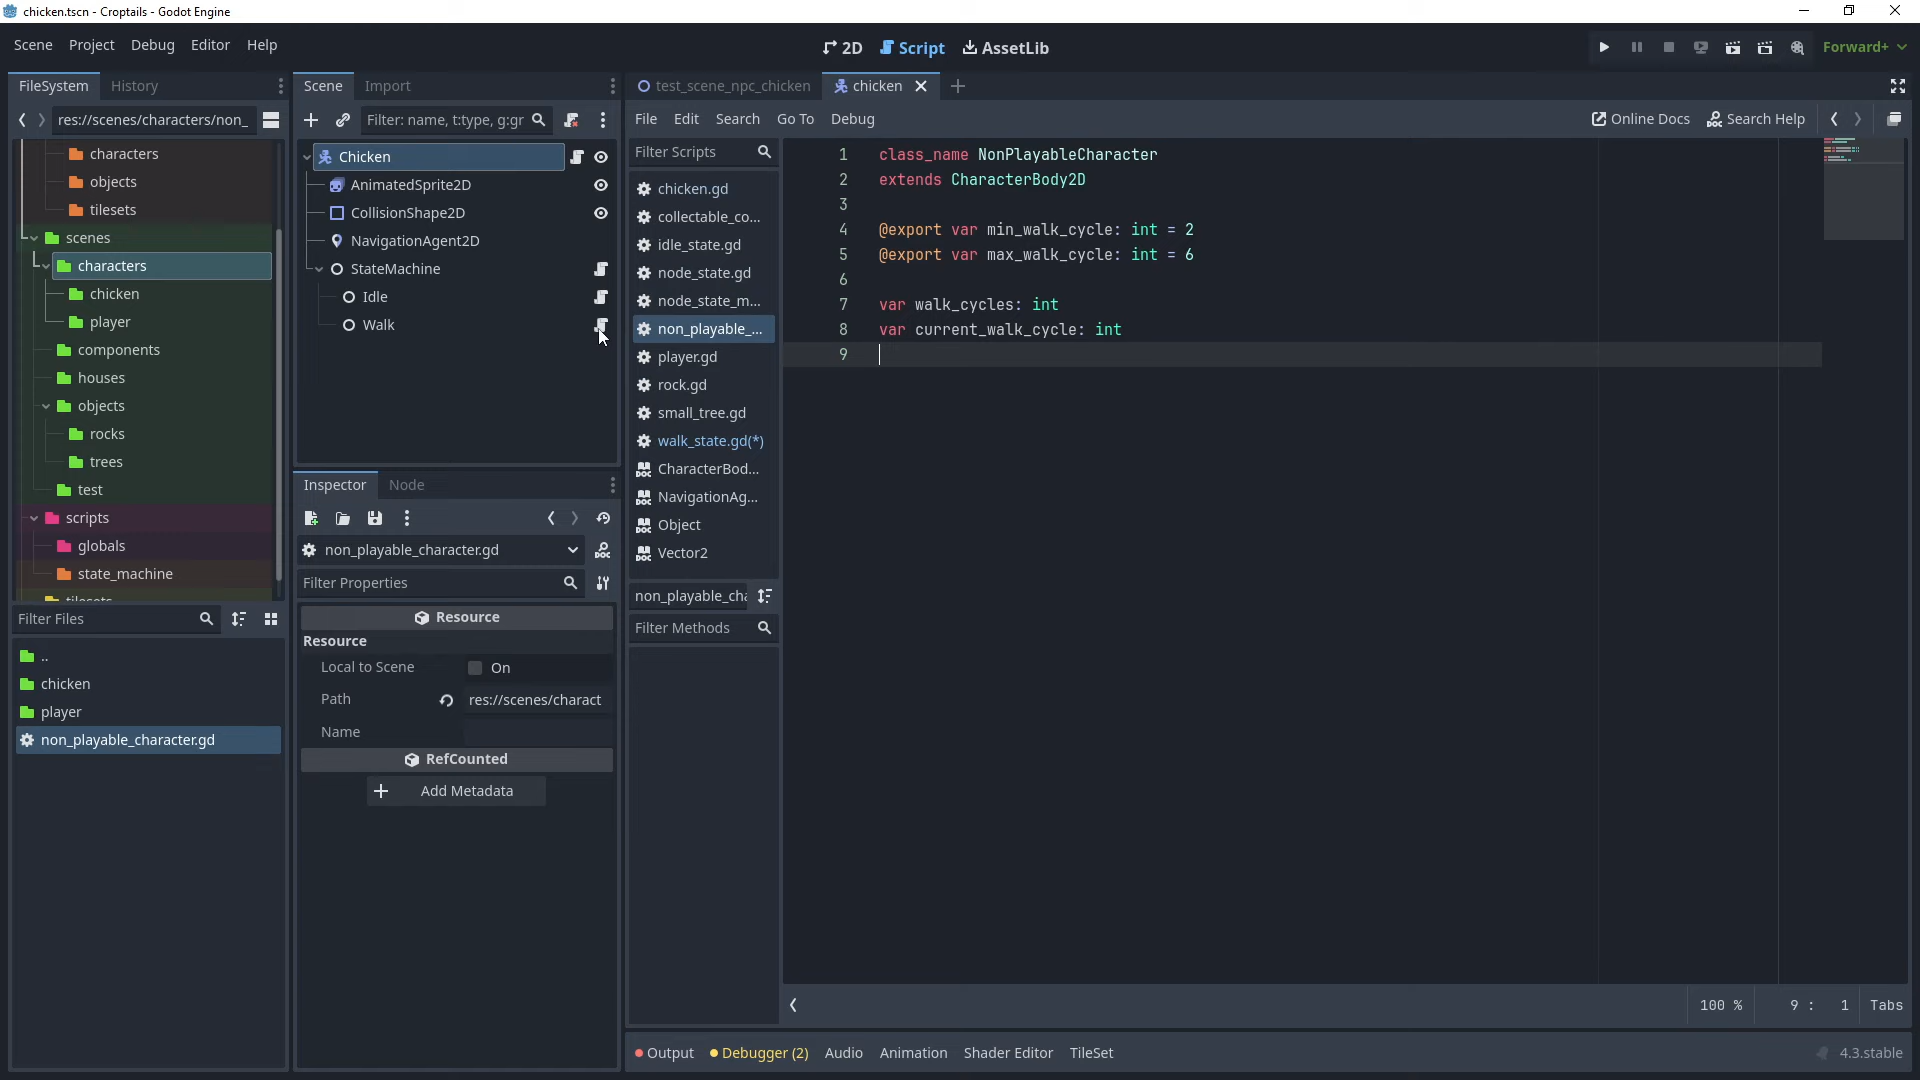 chicken.tscn - Croptails - Godot Engine
Scene Project Debug Editor Help
2D Script AssetLib
Forward+
FileSystem History
res://scenes/characters/non_
characters
objects
tilesets
scenes
characters
chicken
player
components
houses
objects
rocks
trees
test
scripts
globals
state_machine
Filter Files
..
chicken
player
non_playable_character.gd
Scene Import
Filter: name, t:type, g:gr
Chicken
AnimatedSprite2D
CollisionShape2D
NavigationAgent2D
StateMachine
Idle
Walk
Inspector Node
non_playable_character.gd
Filter Properties
Resource
Resource
Local to Scene On
Path res://scenes/charact
Name
RefCounted
Add Metadata
test_scene_npc_chicken chicken
File Edit Search Go To Debug
Online Docs Search Help
Filter Scripts
chicken.gd
collectable_co...
idle_state.gd
node_state.gd
node_state_m...
non_playable_...
player.gd
rock.gd
small_tree.gd
walk_state.gd(*)
CharacterBod...
NavigationAg...
Object
Vector2
non_playable_cha
Filter Methods
1 class_name NonPlayableCharacter
2 extends CharacterBody2D
3
4 @export var min_walk_cycle: int = 2
5 @export var max_walk_cycle: int = 6
6
7 var walk_cycles: int
8 var current_walk_cycle: int
9
100 % 9 : 1 Tabs
Output Debugger (2) Audio Animation Shader Editor TileSet
4.3.stable